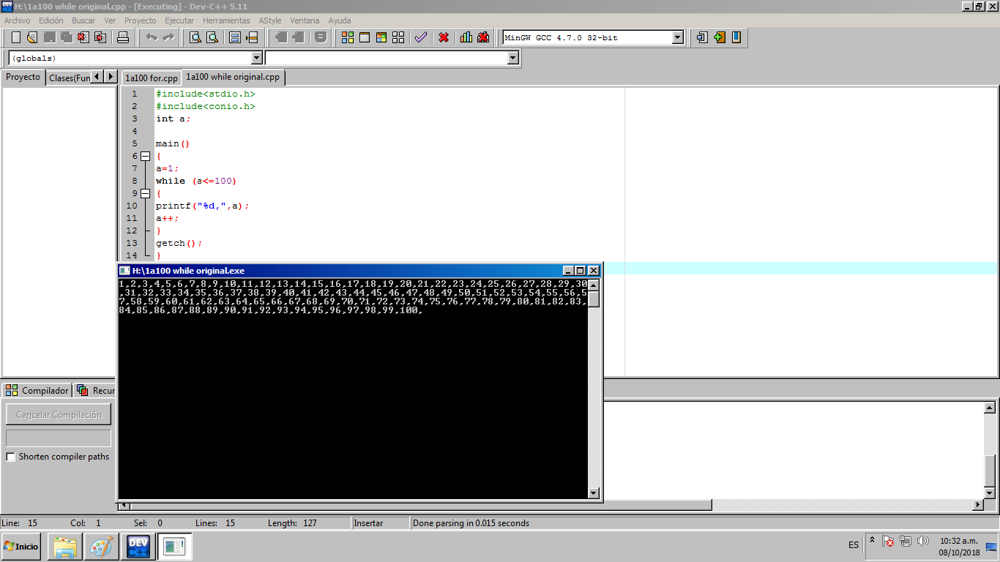 H:\1a100 while original.cpp - [Executing] - Dev-C++ 5.11
Archivo Edición Buscar Ver Proyecto Ejecutar Herramientas AStyle Ventana Ayuda
MinGW GCC 4.7.0 32-bit
(globals)
Proyecto Clases(Fun 1a100 for.cpp 1a100 while original.cpp
1 #include<stdio.h>
2 #include<conio.h>
3 int a;
4
5 main()
6 {
7 a=1;
8 while (a<=100)
9 {
10 printf("%d,",a);
11 a++;
12 }
13 getch();
14 }
H:\1a100 while original.exe
1,2,3,4,5,6,7,8,9,10,11,12,13,14,15,16,17,18,19,20,21,22,23,24,25,26,27,28,29,30
,31,32,33,34,35,36,37,38,39,40,41,42,43,44,45,46,47,48,49,50,51,52,53,54,55,56,5
7,58,59,60,61,62,63,64,65,66,67,68,69,70,71,72,73,74,75,76,77,78,79,80,81,82,83,
84,85,86,87,88,89,90,91,92,93,94,95,96,97,98,99,100,
Compilador Recur
Cancelar Compilación
Shorten compiler paths
Line: 15 Col: 1 Sel: 0 Lines: 15 Length: 127 Insertar Done parsing in 0.015 seconds
Inicio DEV C++ ES 10:32 a.m.
08/10/2018